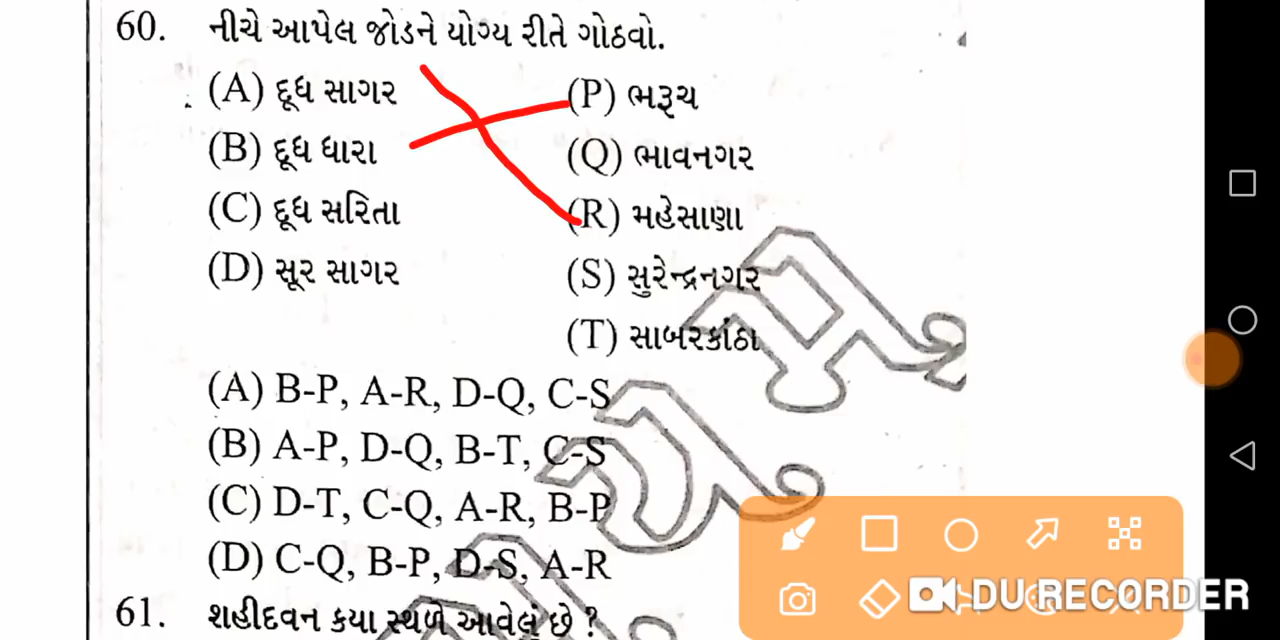 60. નીચે આપેલ જોડને યોગ્ય રીતે ગોઠવો.
(A) દૂધ સાગર (P) ભરૂચ
(B) દૂધ ધારા (Q) ભાવનગર
(C) દૂધ સરિતા (R) મહેસાણા
(D) સૂર સાગર (S) સુરેન્દ્રનગર
(T) સાબરકાંઠા
(A) B-P, A-R, D-Q, C-S
(B) A-P, D-Q, B-T, C-S
(C) D-T, C-Q, A-R, B-P
(D) C-Q, B-P, D-S, A-R
61. શહીદવન કયા સ્થળે આવેલું છે ?
DU RECORDER